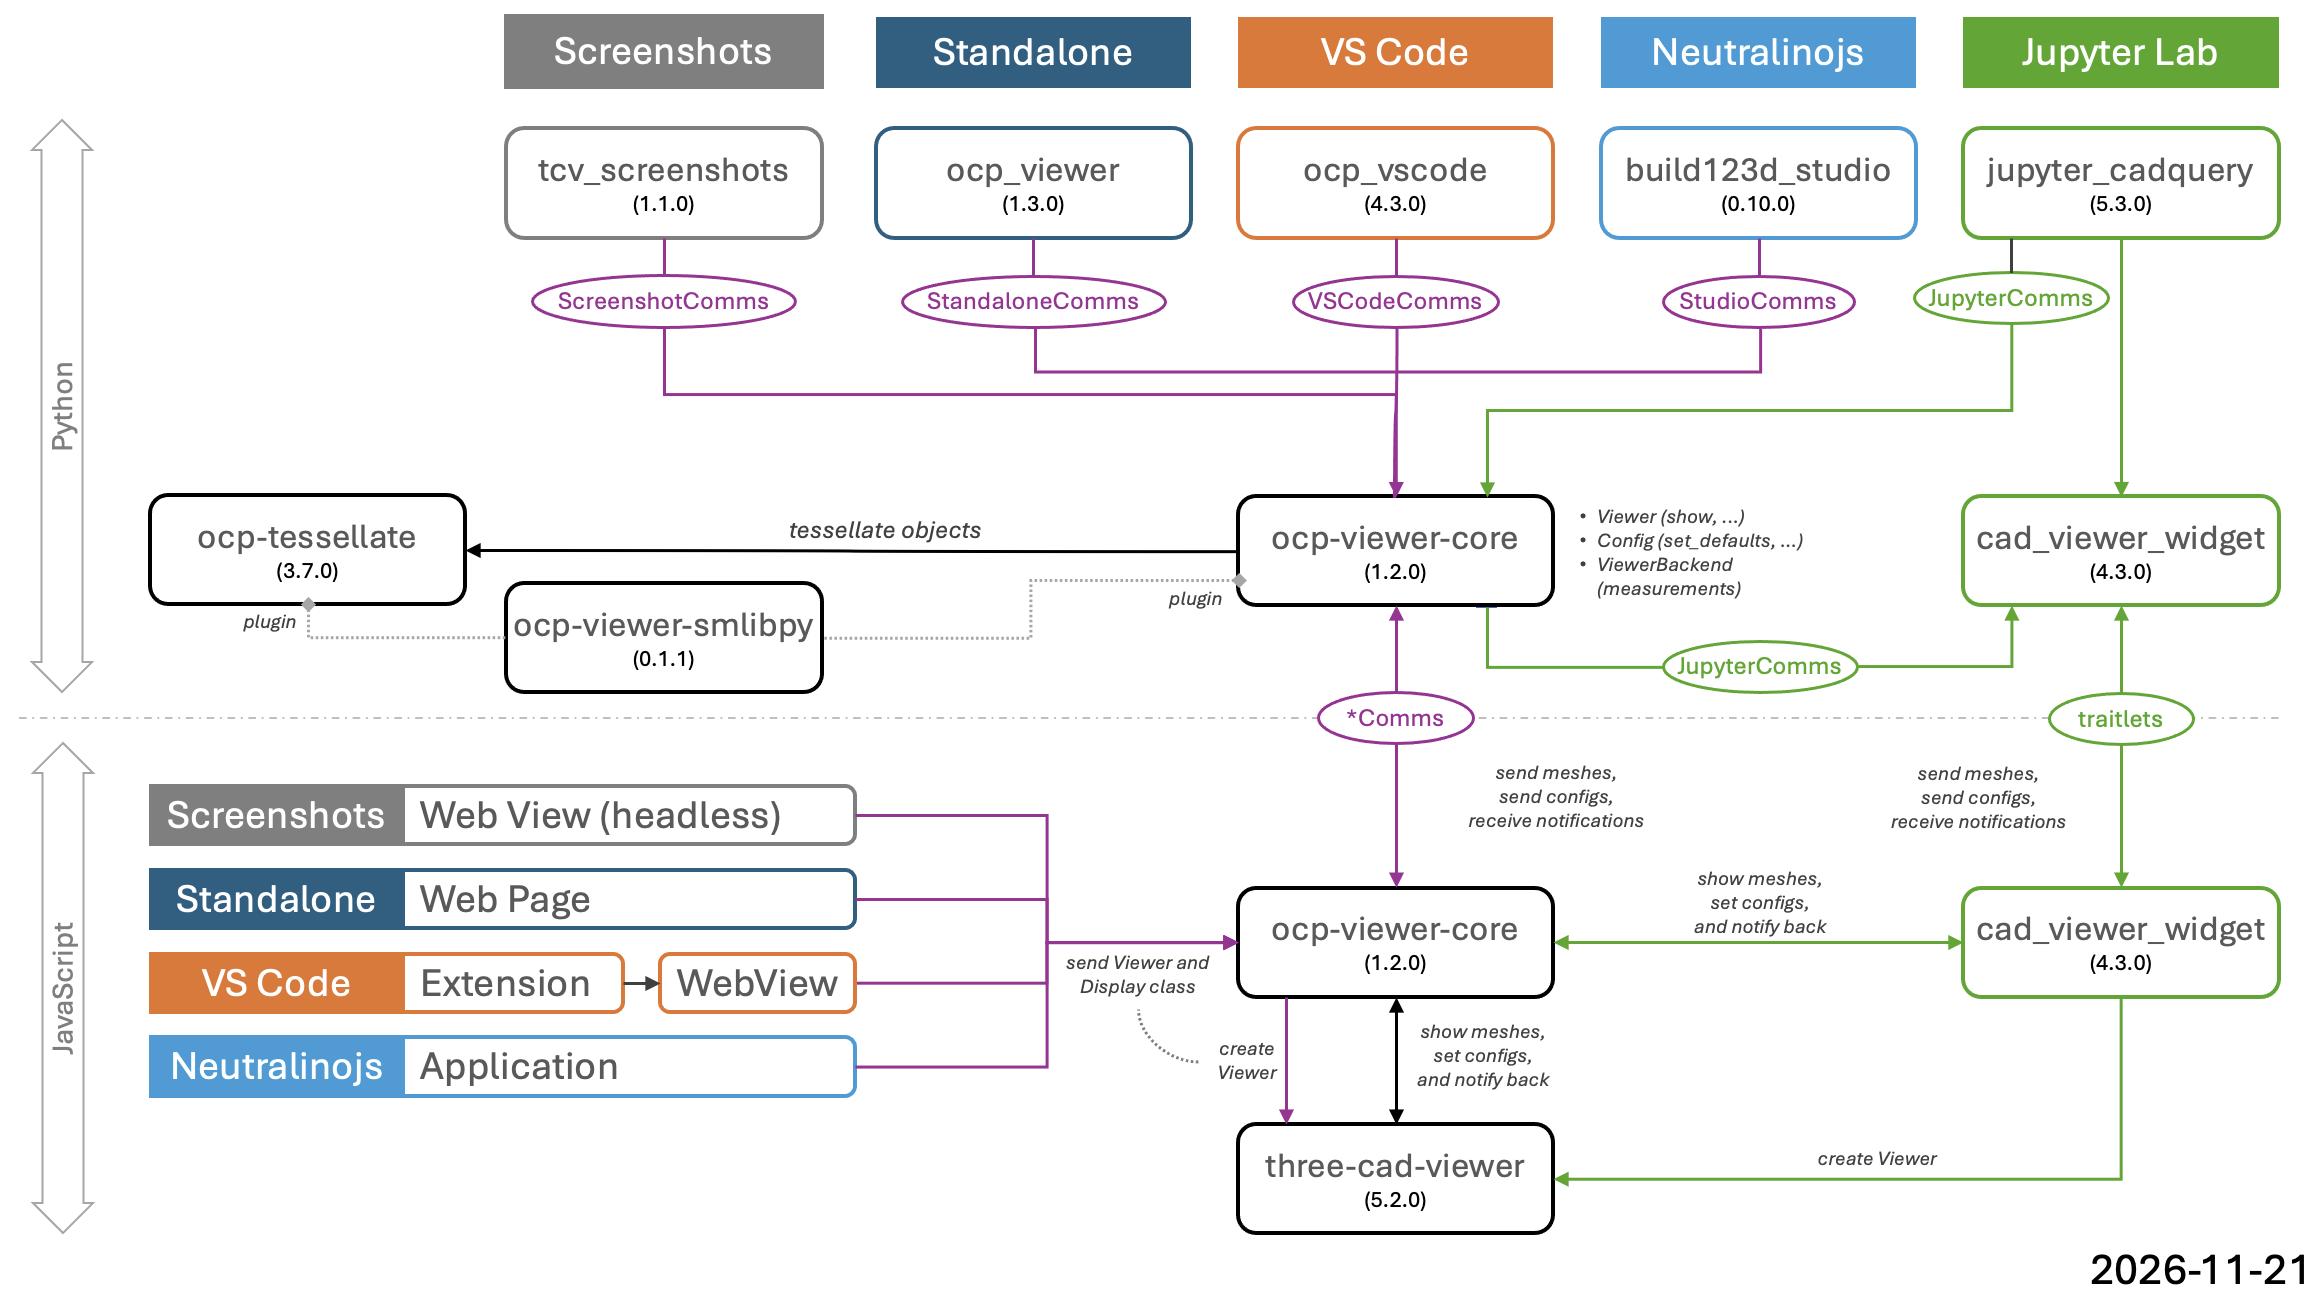 Screenshots
Standalone
VS Code
Neutralinojs
Jupyter Lab
tcv_screenshots
(1.1.0)
ocp_viewer
(1.3.0)
ocp_vscode
(4.3.0)
build123d_studio
(0.10.0)
jupyter_cadquery
(5.3.0)
ScreenshotComms
StandaloneComms
VSCodeComms
StudioComms
JupyterComms
Python
ocp-tessellate
(3.7.0)
tessellate objects
ocp-viewer-core
(1.2.0)
• Viewer (show, ...)
• Config (set_defaults, ...)
• ViewerBackend
(measurements)
cad_viewer_widget
(4.3.0)
plugin
ocp-viewer-smlibpy
(0.1.1)
plugin
JupyterComms
*Comms
traitlets
JavaScript
send meshes,
send configs,
receive notifications
send meshes,
send configs,
receive notifications
Screenshots
Web View (headless)
Standalone
Web Page
VS Code
Extension
WebView
Neutralinojs
Application
send Viewer and
Display class
ocp-viewer-core
(1.2.0)
show meshes,
set configs,
and notify back
cad_viewer_widget
(4.3.0)
create
Viewer
show meshes,
set configs,
and notify back
three-cad-viewer
(5.2.0)
create Viewer
2026-11-21